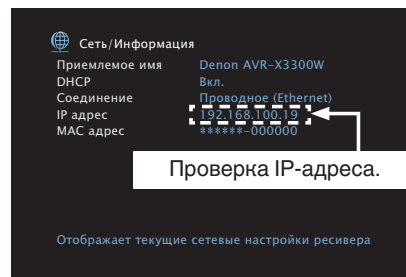 Сеть/Информация
Приемлемое имя Denon AVR-X3300W
DHCP Вкл.
Соединение Проводное (Ethernet)
IP адрес 192.168.100.19
MAC адрес ******-000000
Проверка IP-адреса.
Отображает текущие сетевые настройки ресивера